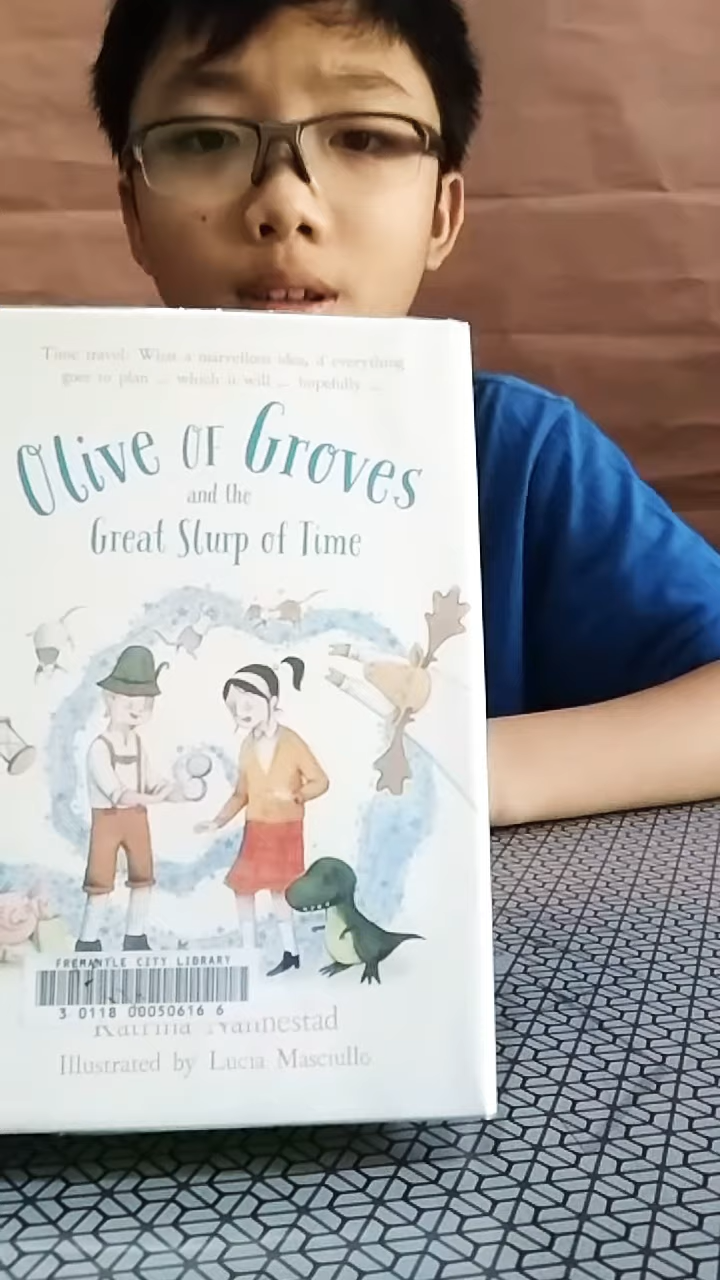 Time travel: What a marvellous idea, if everything
goes to plan ... which it will ... hopefully ...
Olive of Groves
and the
Great Slurp of Time
FREMANTLE CITY LIBRARY
3 0118 00050616 6
Katrina Nannestad
Illustrated by Lucia Masciullo